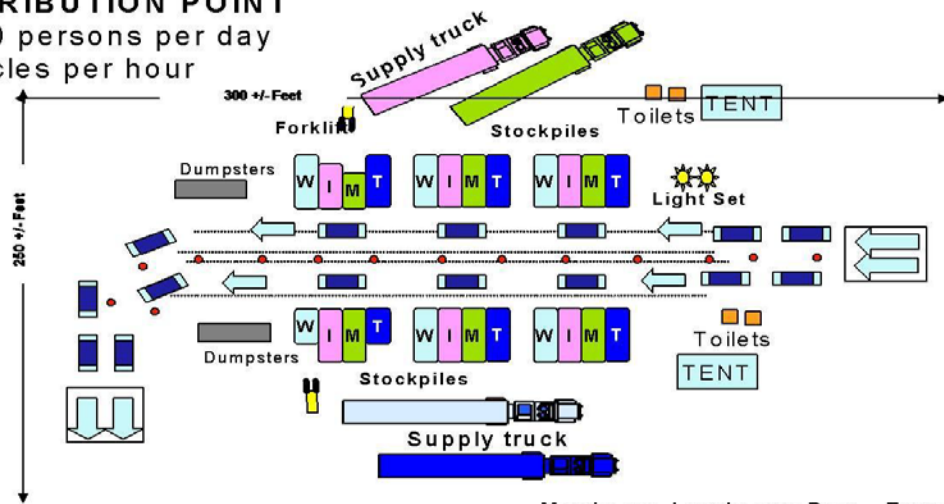 RIBUTION POINT
0 persons per day
cles per hour
Supply truck
300 +/- Feet
Forklift
Stockpiles
Toilets
TENT
Dumpsters
W I M T
W I M T
W I M T
Light Set
250 +/- Feet
W I M T
W I M T
W I M T
Dumpsters
Toilets
Stockpiles
TENT
Supply truck